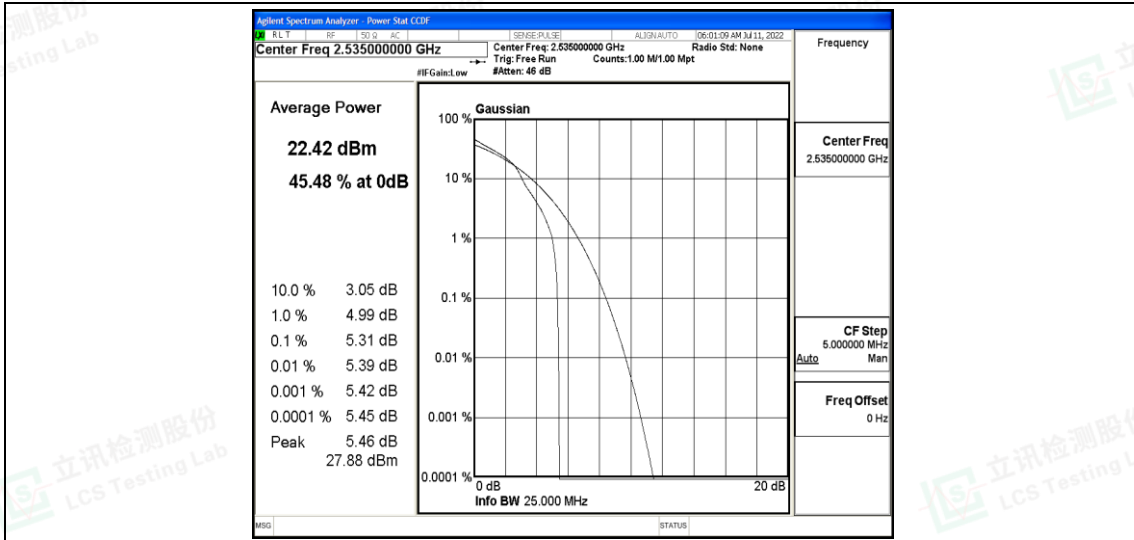 Agilent Spectrum Analyzer - Power Stat CCDF
RL T RF 50 Ω AC SENSE:PULSE ALIGNAUTO 06:01:09 AM Jul 11, 2022
Center Freq 2.535000000 GHz
Center Freq: 2.535000000 GHz Radio Std: None
Trig: Free Run Counts:1.00 M/1.00 Mpt
#IFGain:Low #Atten: 46 dB
Frequency
Average Power
22.42 dBm
45.48 % at 0dB
10.0 % 3.05 dB
1.0 % 4.99 dB
0.1 % 5.31 dB
0.01 % 5.39 dB
0.001 % 5.42 dB
0.0001 % 5.45 dB
Peak 5.46 dB
27.88 dBm
Gaussian
100 %
10 %
1 %
0.1 %
0.01 %
0.001 %
0.0001 %
0 dB 20 dB
Info BW 25.000 MHz
Center Freq
2.535000000 GHz
CF Step
5.000000 MHz
Auto Man
Freq Offset
0 Hz
MSG STATUS
立讯检测股份
LCS Testing Lab
立讯检测股份
LCS Testing L